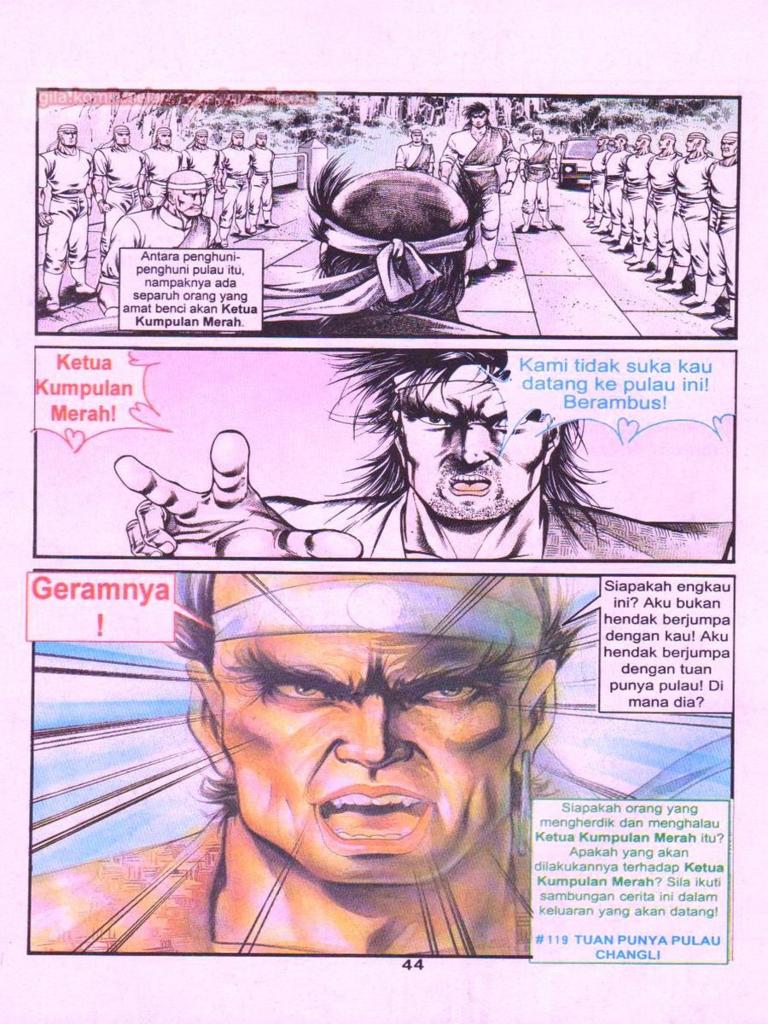 Antara penghuni-
penghuni pulau itu,
nampaknya ada
separuh orang yang
amat benci akan Ketua
Kumpulan Merah.
Ketua
Kumpulan
Merah!
Kami tidak suka kau
datang ke pulau ini!
Berambus!
Geramnya
!
Siapakah engkau
ini? Aku bukan
hendak berjumpa
dengan kau! Aku
hendak berjumpa
dengan tuan
punya pulau! Di
mana dia?
Siapakah orang yang
mengherdik dan menghalau
Ketua Kumpulan Merah itu?
Apakah yang akan
dilakukannya terhadap Ketua
Kumpulan Merah? Sila ikuti
sambungan cerita ini dalam
keluaran yang akan datang!
#119 TUAN PUNYA PULAU
CHANGLI
44